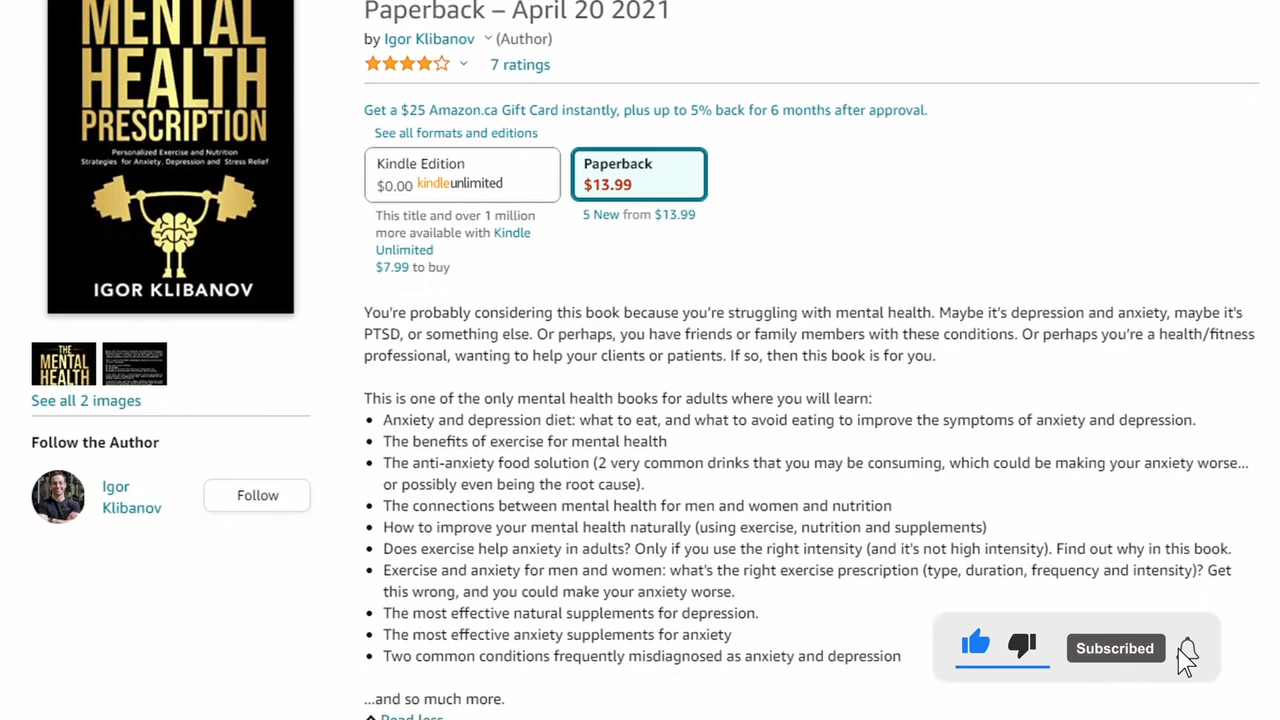 MENTAL
HEALTH
PRESCRIPTION
Personalized Exercise and Nutrition
Strategies for Anxiety, Depression and Stress Relief
IGOR KLIBANOV
THE
MENTAL
HEALTH
See all 2 images
Follow the Author
Igor
Klibanov
Follow
Paperback – April 20 2021
by Igor Klibanov (Author)
7 ratings
Get a $25 Amazon.ca Gift Card instantly, plus up to 5% back for 6 months after approval.
See all formats and editions
Kindle Edition
$0.00 kindleunlimited
This title and over 1 million
more available with Kindle
Unlimited
$7.99 to buy
Paperback
$13.99
5 New from $13.99
You're probably considering this book because you're struggling with mental health. Maybe it's depression and anxiety, maybe it's
PTSD, or something else. Or perhaps, you have friends or family members with these conditions. Or perhaps you're a health/fitness
professional, wanting to help your clients or patients. If so, then this book is for you.
This is one of the only mental health books for adults where you will learn:
• Anxiety and depression diet: what to eat, and what to avoid eating to improve the symptoms of anxiety and depression.
• The benefits of exercise for mental health
• The anti-anxiety food solution (2 very common drinks that you may be consuming, which could be making your anxiety worse...
or possibly even being the root cause).
• The connections between mental health for men and women and nutrition
• How to improve your mental health naturally (using exercise, nutrition and supplements)
• Does exercise help anxiety in adults? Only if you use the right intensity (and it's not high intensity). Find out why in this book.
• Exercise and anxiety for men and women: what's the right exercise prescription (type, duration, frequency and intensity)? Get
this wrong, and you could make your anxiety worse.
• The most effective natural supplements for depression.
• The most effective anxiety supplements for anxiety
• Two common conditions frequently misdiagnosed as anxiety and depression
...and so much more.
Read less
Subscribed